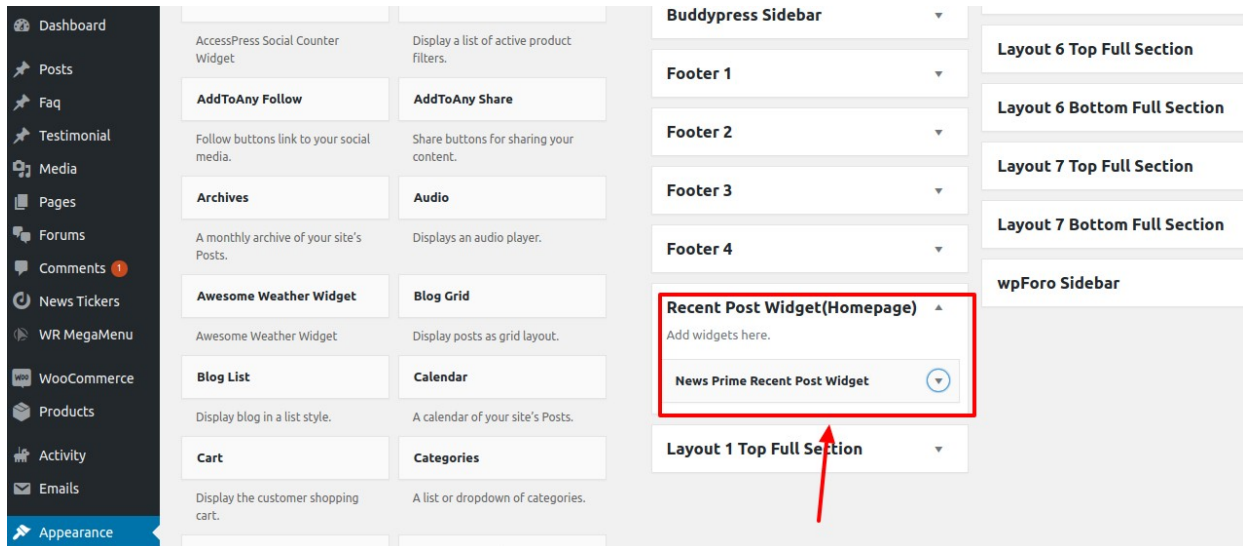 Dashboard
Posts
Faq
Testimonial
Media
Pages
Forums
Comments 1
News Tickers
WR MegaMenu
WooCommerce
Products
Activity
Emails
Appearance
AccessPress Social Counter
Widget
Display a list of active product
filters.
AddToAny Follow
AddToAny Share
Follow buttons link to your social
media.
Share buttons for sharing your
content.
Archives
Audio
A monthly archive of your site's
Posts.
Displays an audio player.
Awesome Weather Widget
Blog Grid
Awesome Weather Widget
Display posts as grid layout.
Blog List
Calendar
Display blog in a list style.
A calendar of your site's Posts.
Cart
Categories
Display the customer shopping
cart.
A list or dropdown of categories.
Buddypress Sidebar
Footer 1
Footer 2
Footer 3
Footer 4
Recent Post Widget(Homepage)
Add widgets here.
News Prime Recent Post Widget
Layout 1 Top Full Section
Layout 6 Top Full Section
Layout 6 Bottom Full Section
Layout 7 Top Full Section
Layout 7 Bottom Full Section
wpForo Sidebar